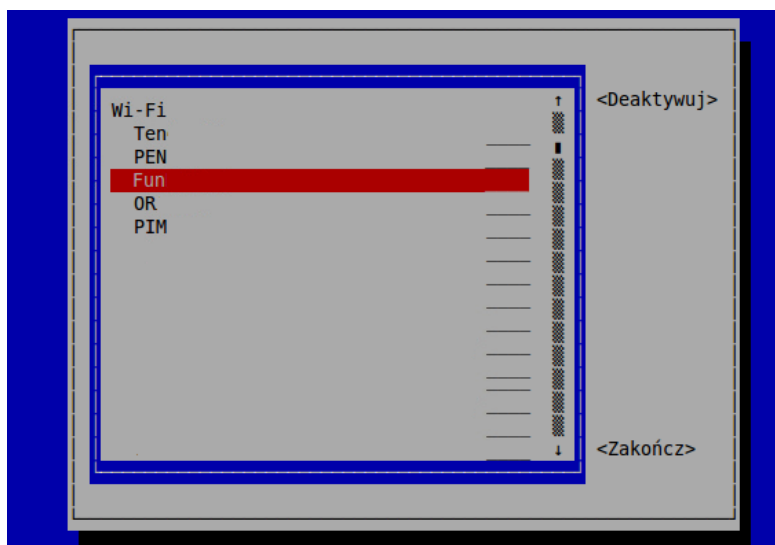 Wi-Fi
Ten
PEN
Fun
OR
PIM
<Deaktywuj>
<Zakończ>